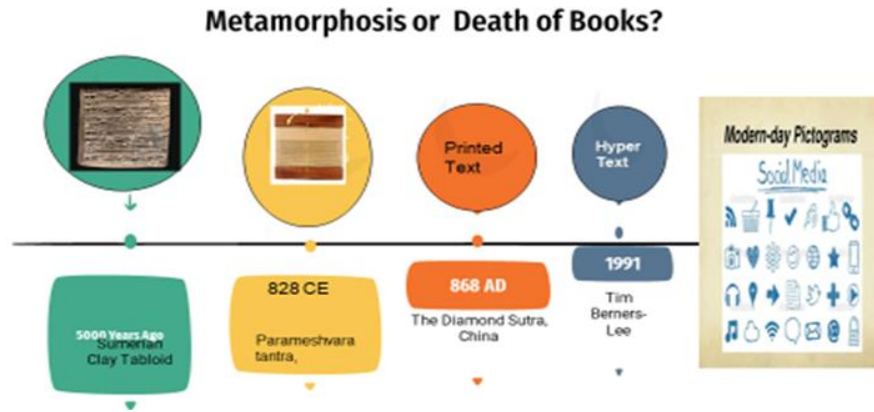 Metamorphosis or Death of Books?
Printed
Text
Hyper
Text
Modern-day Pictograms
Social Media
5000 Years Ago
Sumerian
Clay Tabloid
828 CE
Parameshvara
tantra,
868 AD
The Diamond Sutra,
China
1991
Tim
Berners-
Lee